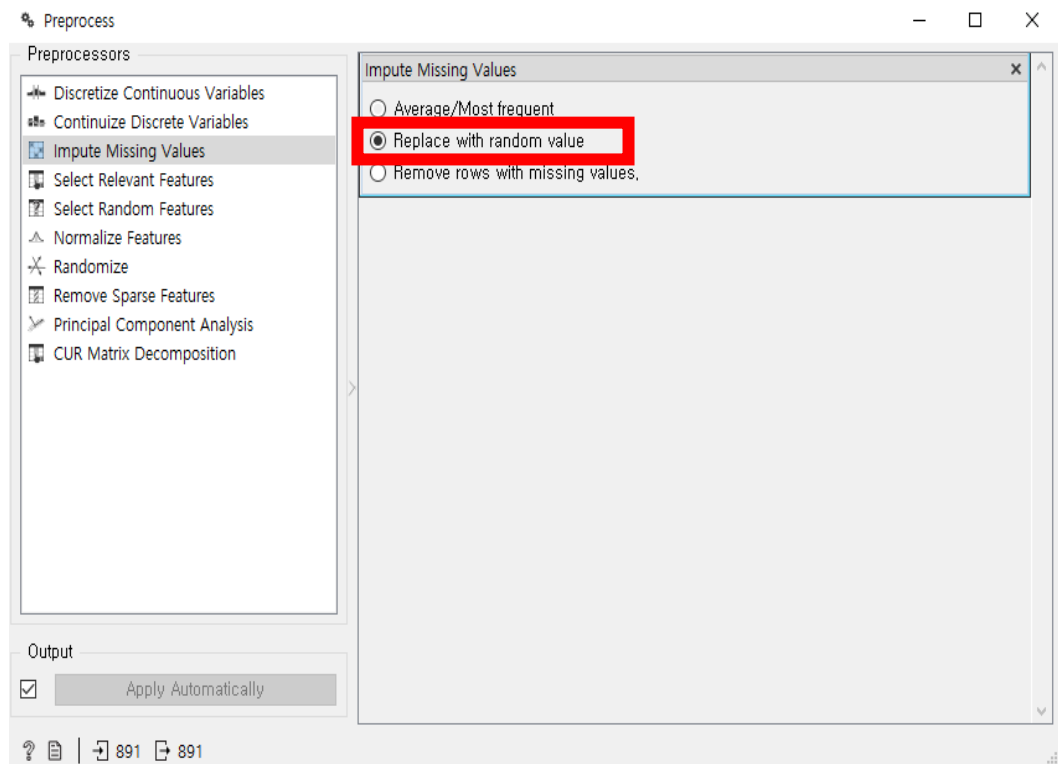 Preprocess
Preprocessors
Discretize Continuous Variables
Continuize Discrete Variables
Impute Missing Values
Select Relevant Features
Select Random Features
Normalize Features
Randomize
Remove Sparse Features
Principal Component Analysis
CUR Matrix Decomposition
Output
Apply Automatically
? 891 891
Impute Missing Values
Average/Most frequent
Replace with random value
Remove rows with missing values.